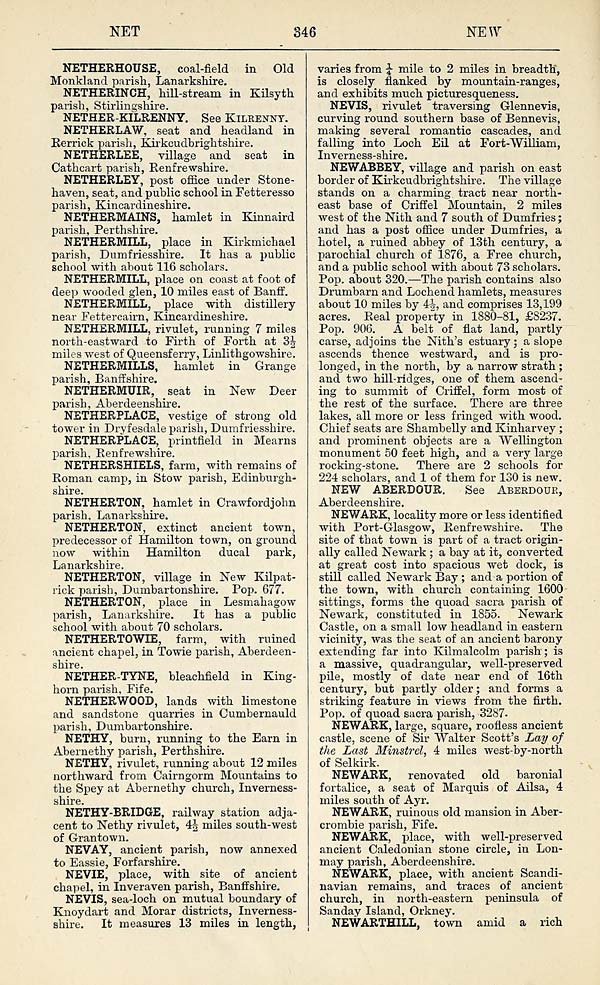 NET 346 NEW
NETHERHOUSE, coal-field in Old
Monkland parish, Lanarkshire.
NETHERINCH, hill-stream in Kilsyth
parish, Stirlingshire.
NETHER-KILRENNY. See KILRENNY.
NETHERLAW, seat and headland in
Rerrick parish, Kirkcudbrightshire.
NETHERLEE, village and seat in
Cathcart parish, Renfrewshire.
NETHERLEY, post office under Stone-
haven, seat, and public school in Fetteresso
parish, Kincardineshire.
NETHERMAINS, hamlet in Kinnaird
parish, Perthshire.
NETHERMILL, place in Kirkmichael
parish, Dumfriesshire. It has a public
school with about 116 scholars.
NETHERMILL, place on coast at foot of
deep wooded glen, 10 miles east of Banff.
NETHERMILL, place with distillery
near Fettercairn, Kincardineshire.
NETHERMILL, rivulet, running 7 miles
north-eastward to Firth of Forth at 3½
miles west of Queensferry, Linlithgowshire.
NETHERMILLS, hamlet in Grange
parish, Banffshire.
NETHERMUIR, seat in New Deer
parish, Aberdeenshire.
NETHERPLACE, vestige of strong old
tower in Dryfesdale parish, Dumfriesshire.
NETHERPLACE, printfield in Mearns
parish, Renfrewshire.
NETHERSHIELS, farm, with remains of
Roman camp, in Stow parish, Edinburgh-
shire.
NETHERTON, hamlet in Crawfordjohn
parish, Lanarkshire.
NETHERTON, extinct ancient town,
predecessor of Hamilton town, on ground
now within Hamilton ducal park,
Lanarkshire.
NETHERTON, village in New Kilpat-
rick parish, Dumbartonshire. Pop. 677.
NETHERTON, place in Lesmahagow
parish, Lanarkshire. It has a public
school with about 70 scholars.
NETHERTOWIE, farm, with ruined
ancient chapel, in Towie parish, Aberdeen-
shire.
NETHER-TYNE, bleachfield in King-
horn parish, Fife.
NETHERWOOD, lands with limestone
and sandstone quarries in Cumbernauld
parish, Dumbartonshire.
NETHY, burn, running to the Earn in
Abernethy parish, Perthshire.
NETHY, rivulet, running about 12 miles
northward from Cairngorm Mountains to
the Spey at Abernethy church, Inverness-
shire.
NETHY-BRIDGE, railway station adja-
cent to Nethy rivulet, 4½ miles south-west
of Grantown.
NEVAY, ancient parish, now annexed
to Eassie, Forfarshire.
NEVIE, place, with site of ancient
chapel, in Inveraven parish, Banffshire.
NEVIS, sea-loch on mutual boundary of
Knoydart and Morar districts, Inverness-
shire. It measures 13 miles in length,
varies from ¼ mile to 2 miles in breadth,
is closely flanked by mountain-ranges,
and exhibits much picturesqueness.
NEVIS, rivulet traversing Glennevis,
curving round southern base of Bennevis,
making several romantic cascades, and
falling into Loch Eil at Fort-William,
Inverness-shire.
NEWABBEY, village and parish on east
border of Kirkcudbrightshire. The village
stands on a charming tract near north-
east base of Criffel Mountain, 2 miles
west of the Nith and 7 south of Dumfries;
and has a post office under Dumfries, a
hotel, a ruined abbey of 13th century, a
parochial church of 1876, a Free church,
and a public school with about 73 scholars.
Pop. about 320.—The parish contains also
Drumbarn and Lochend hamlets, measures
about 10 miles by 4½, and comprises 13,199
acres. Real property in 1880-81, £8237.
Pop. 906. A belt of flat land, partly
carse, adjoins the Nith's estuary; a slope
ascends thence westward, and is pro-
longed, in the north, by a narrow strath;
and two hill-ridges, one of them ascend-
ing to summit of Criffel, form most of
the rest of the surface. There are three
lakes, all more or less fringed with wood.
Chief seats are Shambelly and Kinharvey;
and prominent objects are a Wellington
monument 50 feet high, and a very large
rocking-stone. There are 2 schools for
224 scholars, and 1 of them for 130 is new.
NEW ABERDOUR. See ABERDOUR,
Aberdeenshire.
NEWARK, locality more or less identified
with Port-Glasgow, Renfrewshire. The
site of that town is part of a tract origin-
ally called Newark; a bay at it, converted
at great cost into spacious wet dock, is
still called Newark Bay; and a portion of
the town, with church containing 1600
sittings, forms the quoad sacra parish of
Newark, constituted in 1855. Newark
Castle, on a small low headland in eastern
vicinity, was the seat of an ancient barony
extending far into Kilmalcolm parish; is
a massive, quadrangular, well-preserved
pile, mostly of date near end of 16th
century, but partly older; and forms a
striking feature in views from the firth.
Pop. of quoad sacra parish, 3287.
NEWARK, large, square, roofless ancient
castle, scene of Sir Walter Scott's Lay of
the Last Minstrel, 4 miles west-by-north
of Selkirk.
NEWARK, renovated old baronial
fortalice, a seat of Marquis of Ailsa, 4
miles south of Ayr.
NEWARK, ruinous old mansion in Aber-
crombie parish, Fife.
NEWARK, place, with well-preserved
ancient Caledonian stone circle, in Lon-
may parish, Aberdeenshire.
NEWARK, place, with ancient Scandi-
navian remains, and traces of ancient
church, in north-eastern peninsula of
Sanday Island, Orkney.
NEWARTHILL, town amid a rich